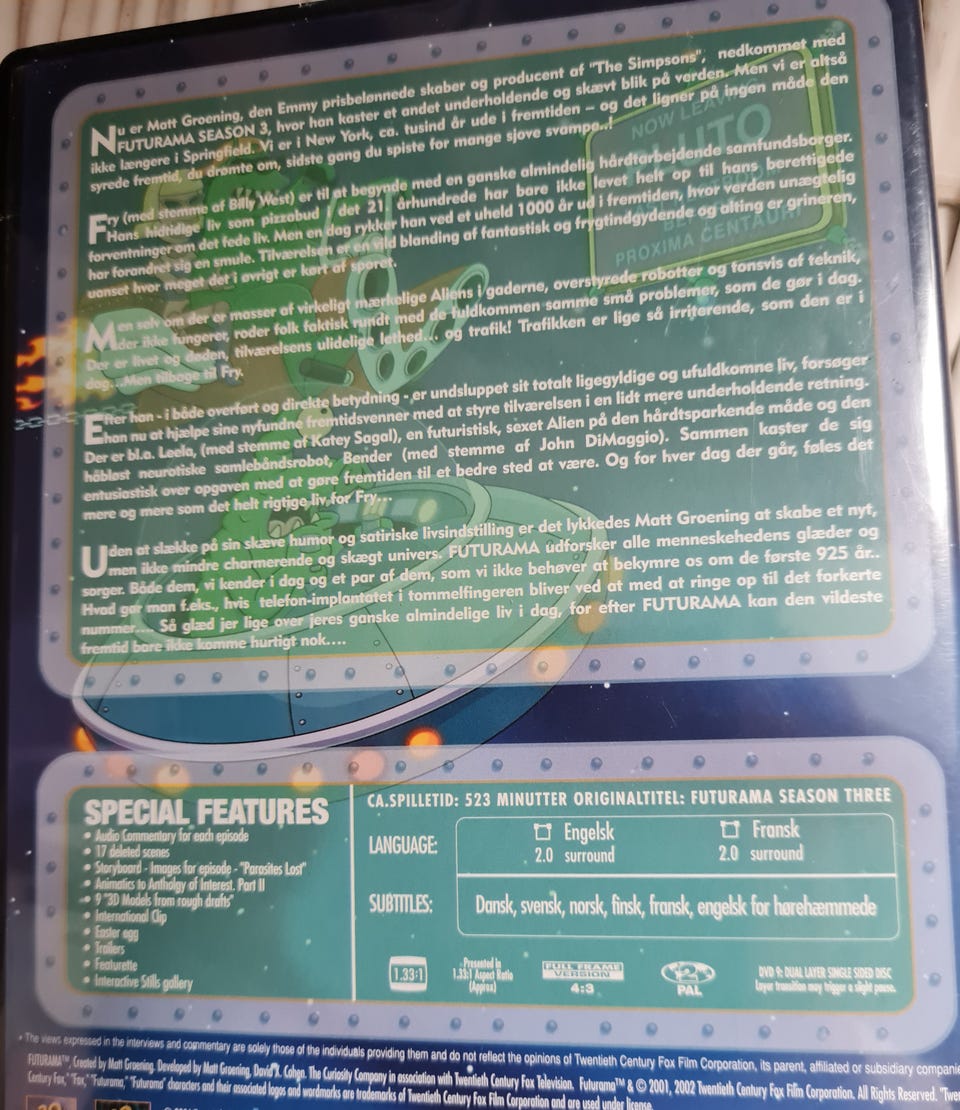 Nu er Matt Groening, den Emmy prisbelønnede skaber og producent af "The Simpsons", nedkommet med
FUTURAMA SEASON 3, hvor han kaster et andet underholdende og skævt blik på verden. Men vi er altså
ikke længere i Springfield. Vi er i New York, ca. tusind år ude i fremtiden – og det ligner på ingen måde den
syrede fremtid, du drømte om, sidste gang du spiste for mange sjove svampe..!
Fry (med stemme af Billy West) er til at begynde med en ganske almindelig hårdtarbejdende samfundsborger.
Hans hidtidige liv som pizzabud i det 21. århundrede har bare ikke levet helt op til hans berettigede
forventninger om det fede liv. Men en dag rykker han ved et uheld 1000 år ud i fremtiden, hvor verden unægtelig
har forandret sig en smule. Tilværelsen er en vild blanding af fantastisk og frygtindgydende og alting er grineren,
uanset hvor meget det i øvrigt er kørt af sporet.
NOW LEAVING
PLUTO
PROXIMA CENTAURI
Men selv om der er masser af virkeligt mærkelige Aliens i gaderne, overstyrede robotter og tonsvis af teknik,
der ikke fungerer, roder folk faktisk rundt med de fuldkommen samme små problemer, som de gør i dag.
Der er livet og døden, tilværelsens ulidelige lethed... og trafik! Trafikken er lige så irriterende, som den er i
dag...Men tilbage til Fry.
Efter han - i både overført og direkte betydning - er undsluppet sit totalt ligegyldige og ufuldkomne liv, forsøger
han nu at hjælpe sine nyfundne fremtidsvenner med at styre tilværelsen i en lidt mere underholdende retning.
Der er bl.a. Leela, (med stemme af Katey Sagal), en futuristisk, sexet Alien på den hårdtsparkende måde og den
håbløst neurotiske samlebåndsrobot, Bender (med stemme af John DiMaggio). Sammen kaster de sig
entusiastisk over opgaven med at gøre fremtiden til et bedre sted at være. Og for hver dag der går, føles det
mere og mere som det helt rigtige liv for Fry...
Uden at slække på sin skæve humor og satiriske livsindstilling er det lykkedes Matt Groening at skabe et nyt,
men ikke mindre charmerende og skægt univers. FUTURAMA udforsker alle menneskehedens glæder og
sorger. Både dem, vi kender i dag og et par af dem, som vi ikke behøver at bekymre os om de første 925 år..
Hvad gør man f.eks., hvis telefon-implantatet i tommelfingeren bliver ved med at ringe op til det forkerte
nummer.... Så glæd jer lige over jeres ganske almindelige liv i dag, for efter FUTURAMA kan den vildeste
fremtid bare ikke komme hurtigt nok....
SPECIAL FEATURES
• Audio Commentary for each episode
• 17 deleted scenes
• Storyboard - Images for episode - "Parasites Lost"
• Animatics to Anthology of Interest. Part II
• 9 "3D Models from rough drafts"
• International Clip
• Easter egg
• Trailers
• Featurette
• Interactive Stills gallery
CA.SPILLETID: 523 MINUTTER ORIGINALTITEL: FUTURAMA SEASON THREE
LANGUAGE:
Engelsk
2.0 surround
Fransk
2.0 surround
SUBTITLES:
Dansk, svensk, norsk, finsk, fransk, engelsk for hørehæmmede
1.33:1
Presented in
1.33:1 Aspect Ratio
(Approx)
FULL FRAME
VERSION
4:3
2
PAL
DVD 9: DUAL LAYER SINGLE SIDED DISC
Layer transition may trigger a slight pause.
• The views expressed in the interviews and commentary are solely those of the individuals providing them and do not reflect the opinions of Twentieth Century Fox Film Corporation, its parent, affiliated or subsidiary companie
FUTURAMA™, Created by Matt Groening. Developed by Matt Groening, David X. Cohen. The Curiosity Company in association with Twentieth Century Fox Television. Futurama™ & © 2001, 2002 Twentieth Century Fox Film Corporation. All Rights Reserved. "Twe
Century Fox," "Fox," "Futurama," "Futurama" characters and their associated logos and wordmarks are trademarks of Twentieth Century Fox Film Corporation and are used under license.